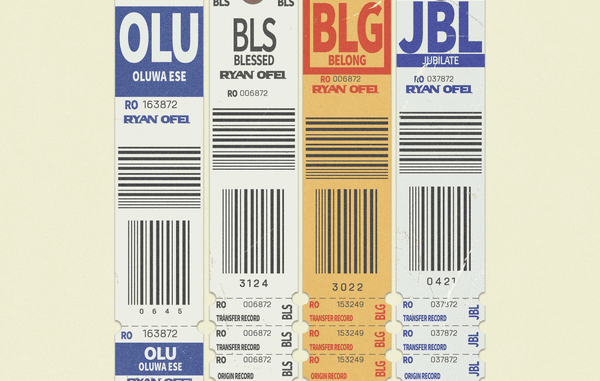 OLU
OLUWA ESE
RO 163872
RYAN OFEI
0645
RO 163872
OLU
OLUWA ESE
RYAN OFEI
BLS BLS
BLS
BLESSED
RYAN OFEI
RO 006872
3124
RO 006872
TRANSFER RECORD
BLS
RO 006872
TRANSFER RECORD
BLS
RO 006872
ORIGIN RECORD
BLS
BLG
BELONG
RO 006872
RYAN OFEI
3022
RO 153249
TRANSFER RECORD
BLG
RO 153249
TRANSFER RECORD
BLG
RO 153249
ORIGIN RECORD
BLG
JBL
JUBILATE
RO 037872
RYAN OFEI
0421
RO 037872
TRANSFER RECORD
JBL
RO 037872
TRANSFER RECORD
JBL
RO 037872
ORIGIN RECORD
JBL